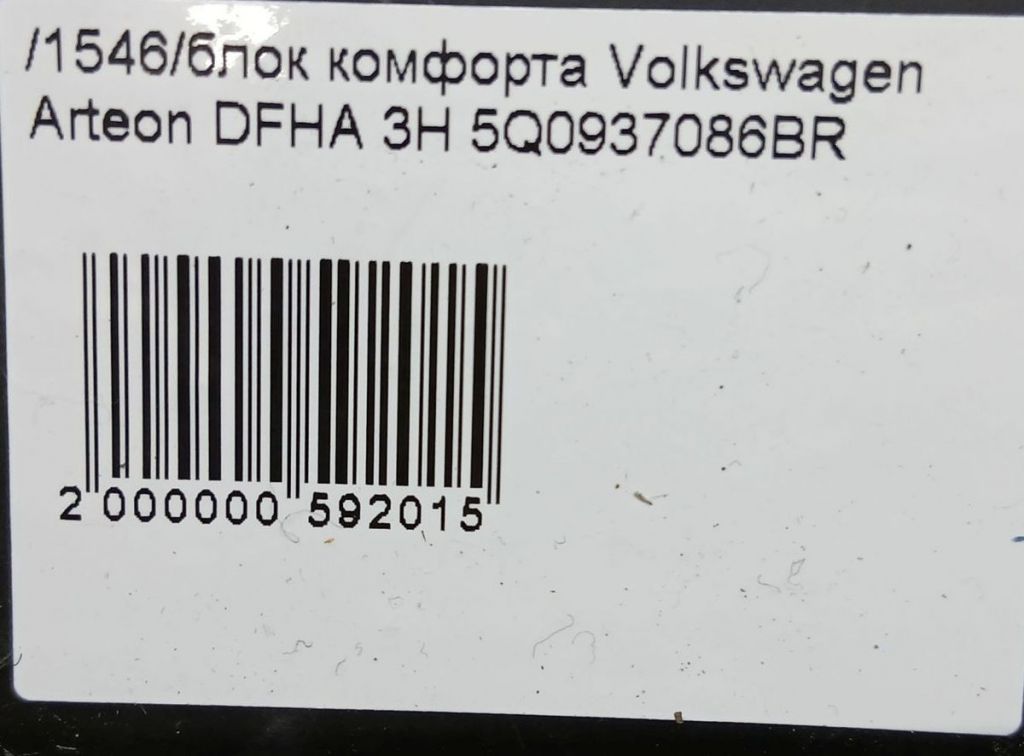 /1546/блок комфорта Volkswagen
Arteon DFHA 3H 5Q0937086BR
2 000000 592015